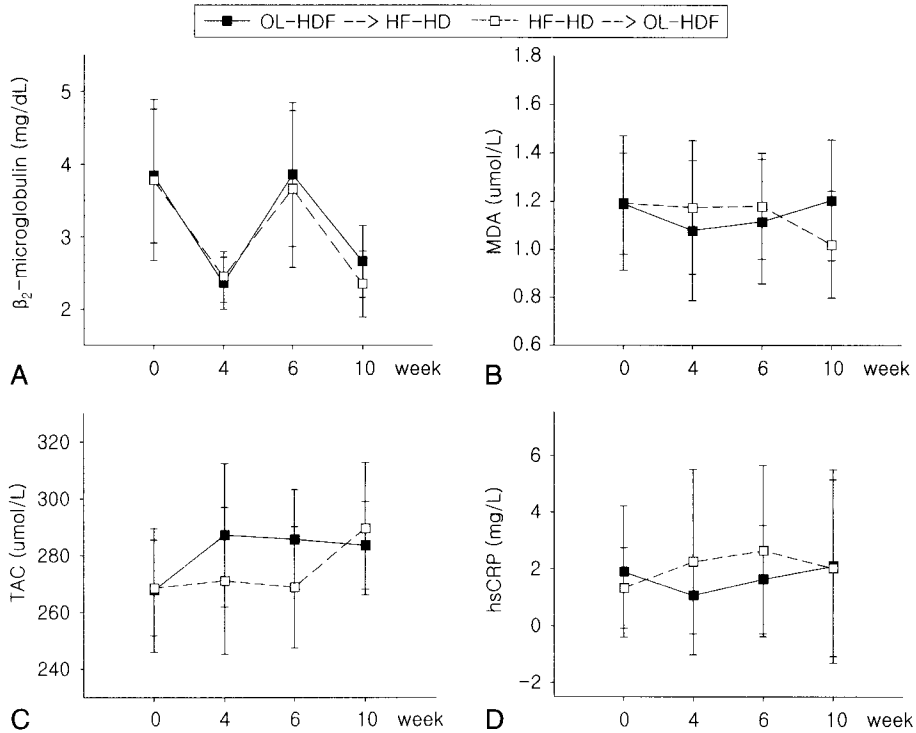 OL-HDF --> HF-HD HF-HD --> OL-HDF
β2-microglobulin (mg/dL)
5
4
3
2
0 4 6 10 week
A
MDA (umol/L)
1.8
1.6
1.4
1.2
1.0
0.8
0.6
0 4 6 10 week
B
TAC (umol/L)
320
300
280
260
240
0 4 6 10 week
C
hsCRP (mg/L)
6
4
2
0
-2
0 4 6 10 week
D